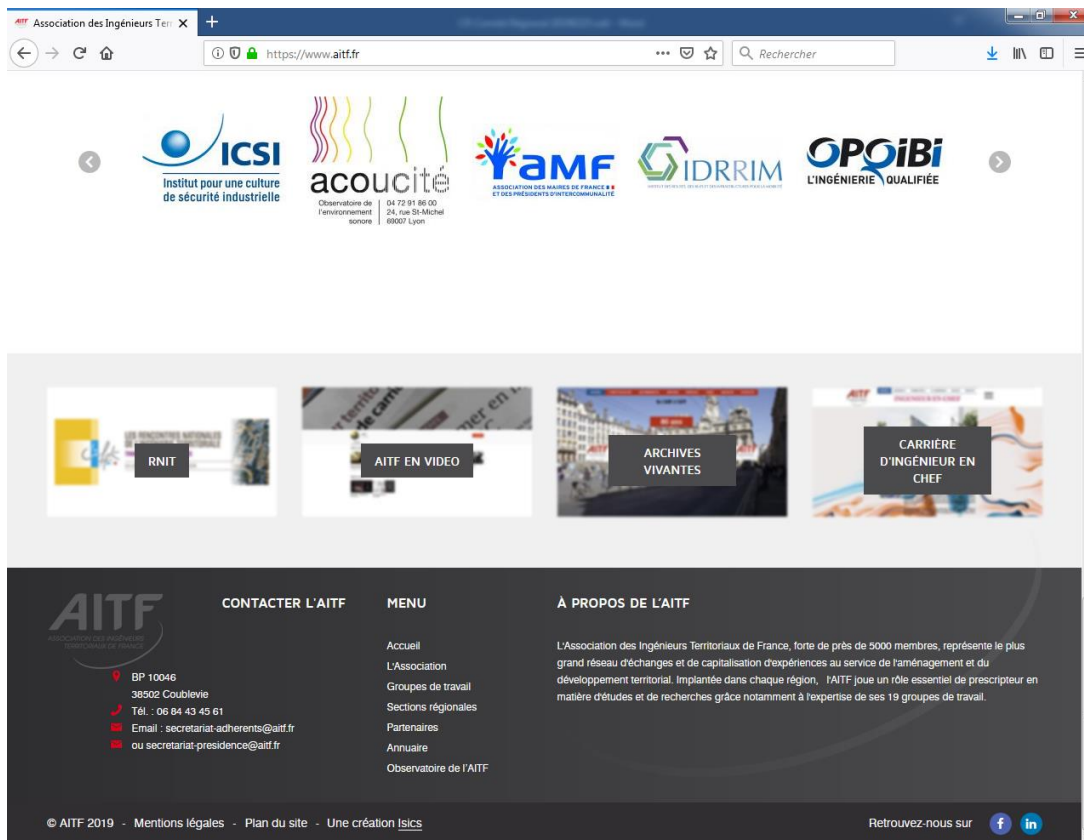 AITF Association des Ingénieurs Terr
https://www.aitf.fr
Rechercher
ICSI
Institut pour une culture
de sécurité industrielle
acoucité
Observatoire de
l'environnement
sonore
04 72 91 86 00
24, rue St-Michel
69007 Lyon
AMF
ASSOCIATION DES MAIRES DE FRANCE
ET DES PRÉSIDENTS D'INTERCOMMUNALITÉ
IDRRIM
OPQiBi
L'INGÉNIERIE QUALIFIÉE
RNIT
AITF EN VIDEO
ARCHIVES
VIVANTES
CARRIÈRE
D'INGÉNIEUR EN
CHEF
AITF
ASSOCIATION DES INGÉNIEURS
TERRITORIAUX DE FRANCE
CONTACTER L'AITF
BP 10046
38502 Coublevie
Tél. : 06 84 43 45 61
Email : secretariat-adherents@aitf.fr
ou secretariat-presidence@aitf.fr
MENU
Accueil
L'Association
Groupes de travail
Sections régionales
Partenaires
Annuaire
Observatoire de l'AITF
À PROPOS DE L'AITF
L'Association des Ingénieurs Territoriaux de France, forte de près de 5000 membres, représente le plus
grand réseau d'échanges et de capitalisation d'expériences au service de l'aménagement et du
développement territorial. Implantée dans chaque région, l'AITF joue un rôle essentiel de prescripteur en
matière d'études et de recherches grâce notamment à l'expertise de ses 19 groupes de travail.
© AITF 2019 - Mentions légales - Plan du site - Une création Isics
Retrouvez-nous sur